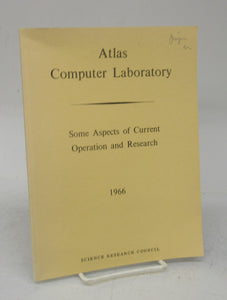 Atlas
Computer Laboratory
Some Aspects of Current
Operation and Research
1966
SCIENCE RESEARCH COUNCIL